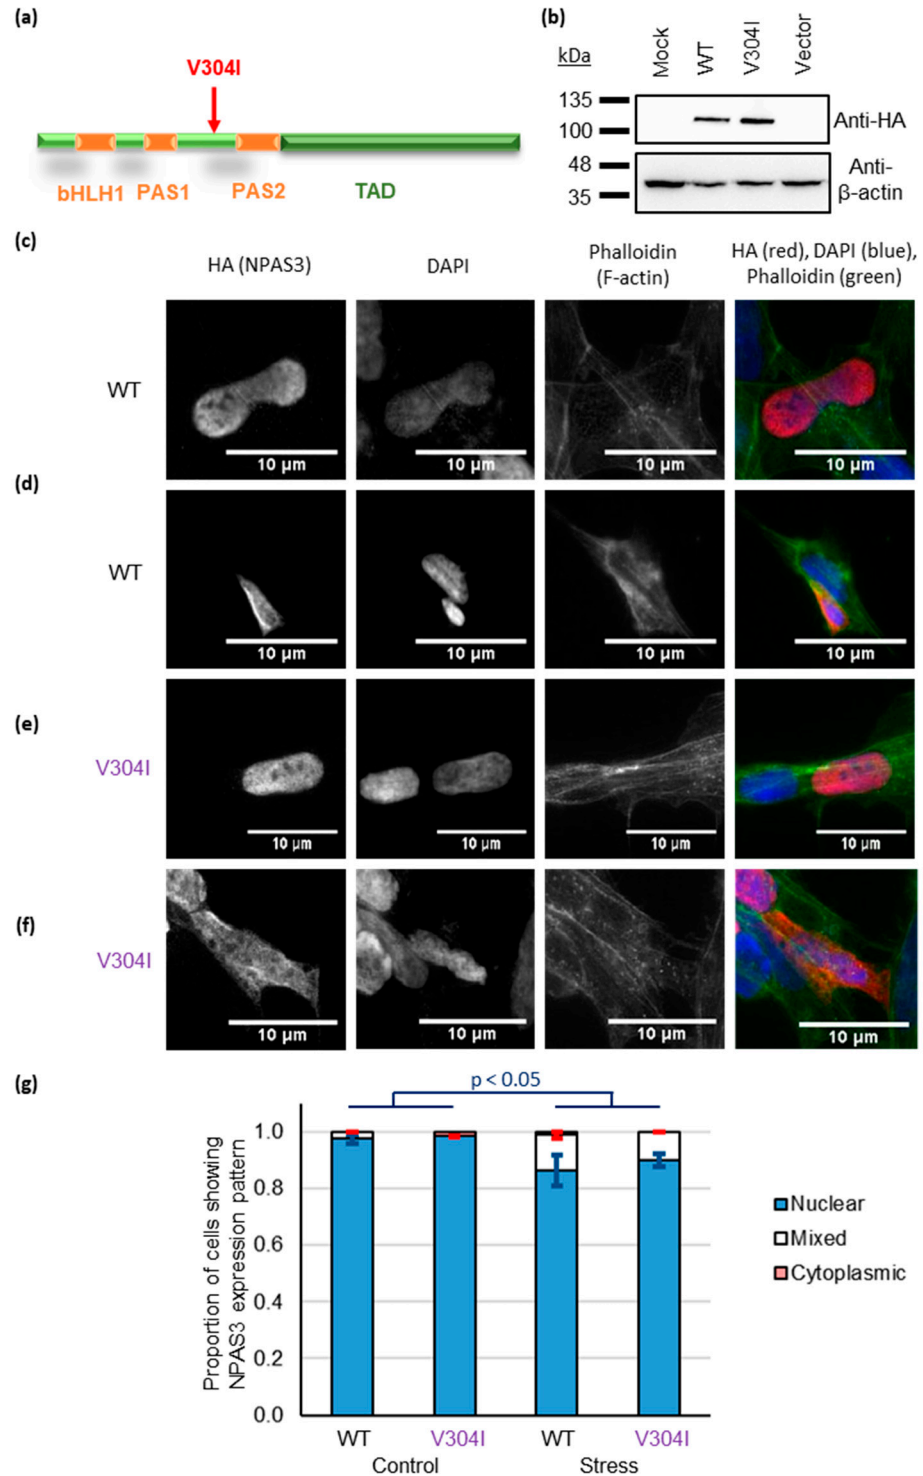 (a)
V304I
bHLH1 PAS1 PAS2 TAD
(b)
kDa
Mock
WT
V304I
Vector
135
100
Anti-HA
48
35
Anti-
β-actin
(c)
HA (NPAS3)
DAPI
Phalloidin
(F-actin)
HA (red), DAPI (blue),
Phalloidin (green)
WT
10 µm
10 µm
10 µm
10 µm
(d)
WT
10 µm
10 µm
10 µm
10 µm
(e)
V304I
10 µm
10 µm
10 µm
10 µm
(f)
V304I
10 µm
10 µm
10 µm
10 µm
(g)
p < 0.05
Proportion of cells showing
NPAS3 expression pattern
1.0
0.8
0.6
0.4
0.2
0.0
WT V304I WT V304I
Control Stress
Nuclear
Mixed
Cytoplasmic